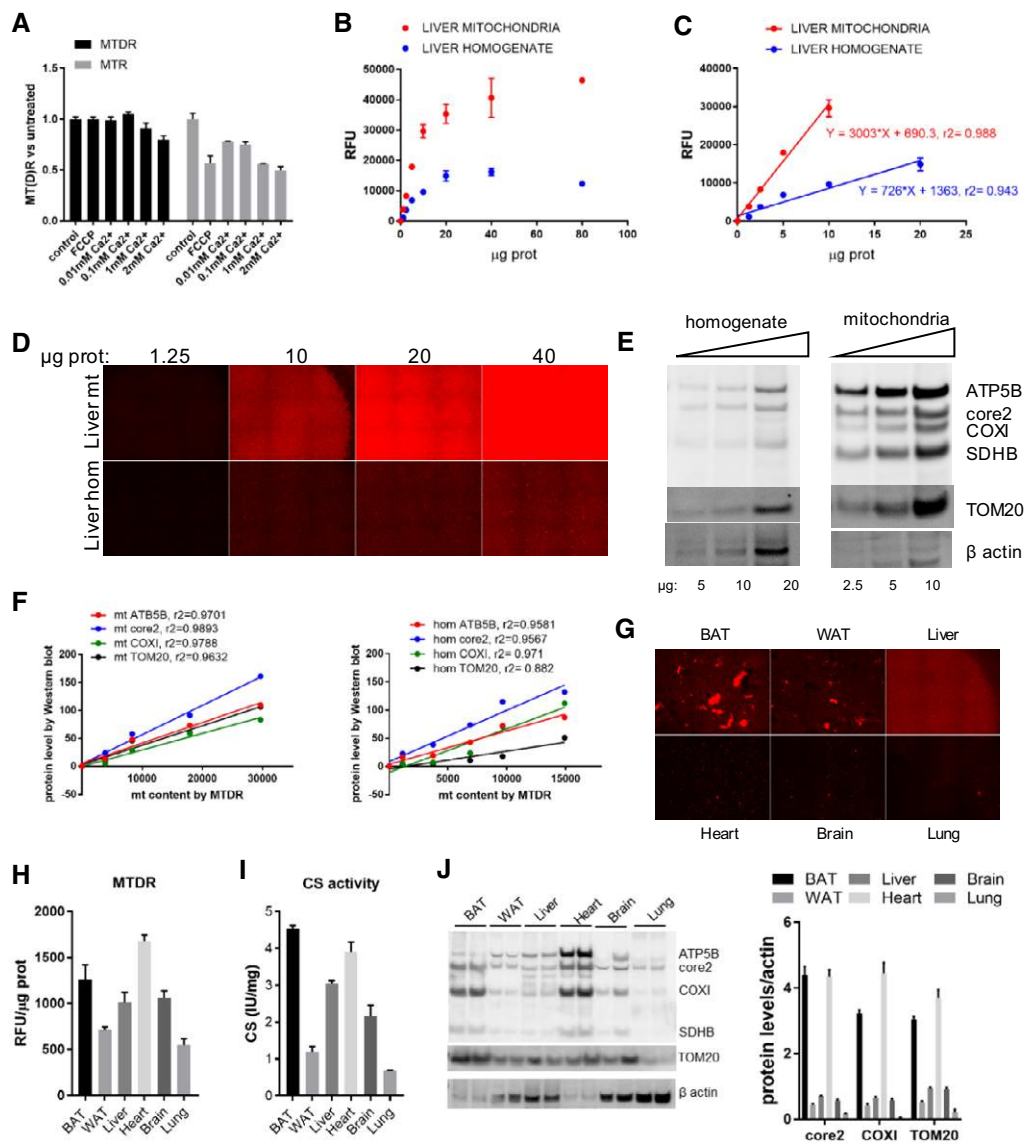 A
MTDR
MTR
MT(D)R vs untreated
1.5
1.0
0.5
0.0
control
FCCP
0.01mM Ca2+
0.1mM Ca2+
1mM Ca2+
2mM Ca2+
control
FCCP
0.01mM Ca2+
0.1mM Ca2+
1mM Ca2+
2mM Ca2+
B
LIVER MITOCHONDRIA
LIVER HOMOGENATE
RFU
50000
40000
30000
20000
10000
0
0 20 40 60 80 100
µg prot
C
LIVER MITOCHONDRIA
LIVER HOMOGENATE
RFU
40000
30000
20000
10000
0
Y = 3003*X + 690.3, r2= 0.988
Y = 726*X + 1363, r2= 0.943
0 5 10 15 20 25
µg prot
D
µg prot: 1.25 10 20 40
Liver mt
Liver hom
E
homogenate mitochondria
ATP5B
core2
COXI
SDHB
TOM20
β actin
µg: 5 10 20 2.5 5 10
F
mt ATB5B, r2=0.9701
mt core2, r2=0.9893
mt COXI, r2=0.9788
mt TOM20, r2=0.9632
protein level by Western blot
200
150
100
50
0
-50
10000 20000 30000
mt content by MTDR
hom ATB5B, r2=0.9581
hom core2, r2=0.9567
hom COXI, r2=0.971
hom TOM20, r2= 0.882
protein level by Western blot
200
150
100
50
0
-50
5000 10000 15000
mt content by MTDR
G
BAT WAT Liver
Heart Brain Lung
H
MTDR
RFU/µg prot
2000
1500
1000
500
0
BAT
WAT
Liver
Heart
Brain
Lung
I
CS activity
CS (IU/mg)
5
4
3
2
1
0
BAT
WAT
Liver
Heart
Brain
Lung
J
BAT WAT Liver Heart Brain Lung
ATP5B
core2
COXI
SDHB
TOM20
β actin
BAT Liver Brain
WAT Heart Lung
protein levels/actin
6
4
2
0
core2 COXI TOM20